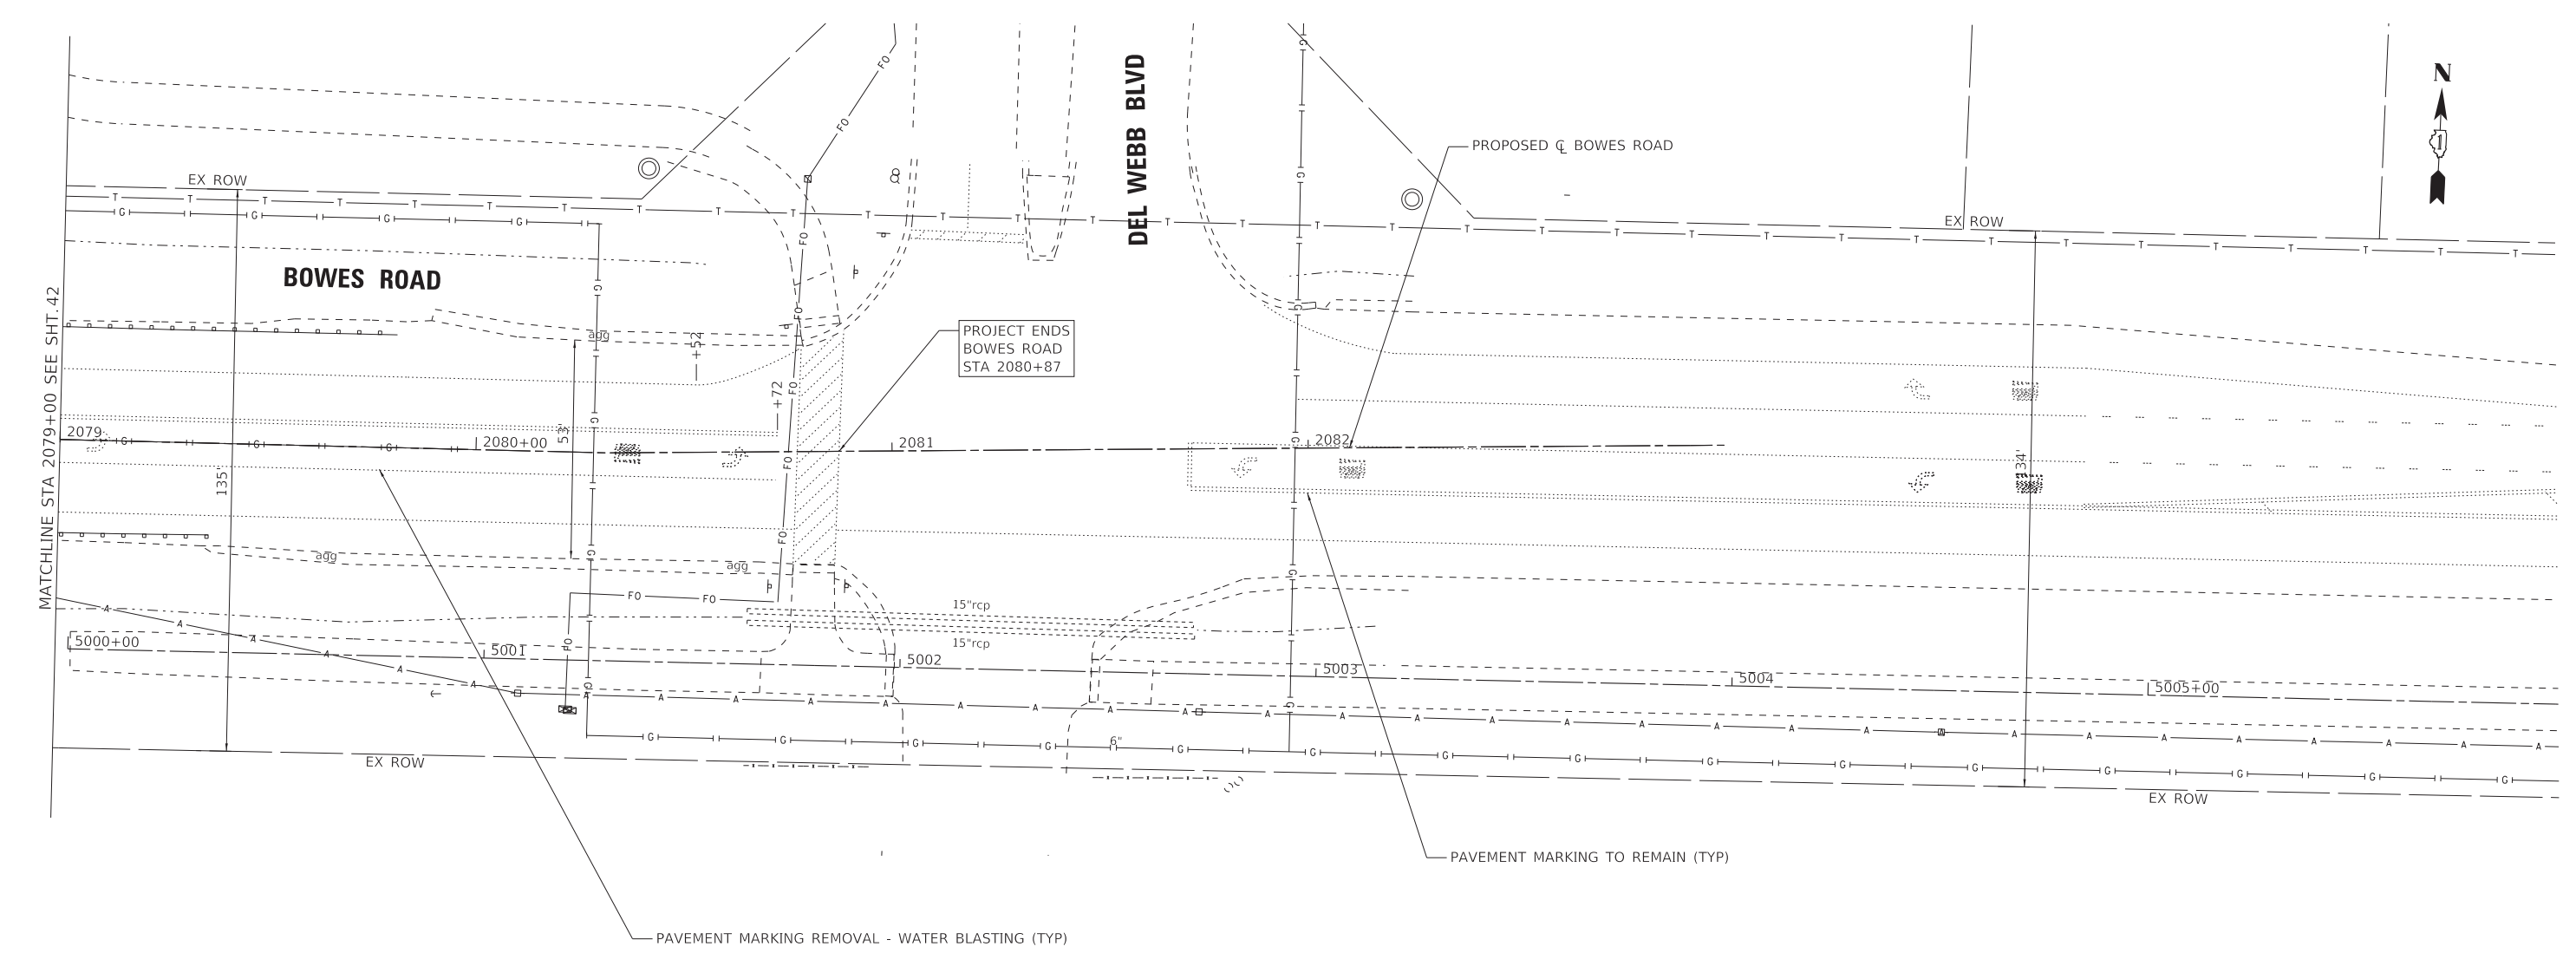 N
1
DEL WEBB BLVD
PROPOSED ℄ BOWES ROAD
EX ROW
EX ROW
BOWES ROAD
MATCHLINE STA 2079+00 SEE SHT. 42
agg
+52
+72
PROJECT ENDS
BOWES ROAD
STA 2080+87
2079
2080+00
2081
2082
53'
135'
134'
agg
agg
15"rcp
15"rcp
5000+00
5001
5002
5003
5004
5005+00
6"
EX ROW
EX ROW
PAVEMENT MARKING TO REMAIN (TYP)
PAVEMENT MARKING REMOVAL - WATER BLASTING (TYP)